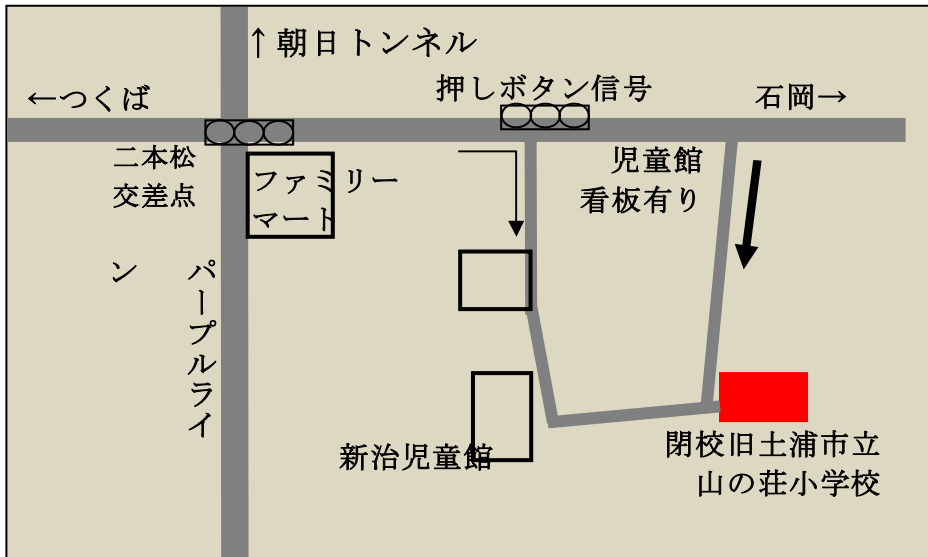 ↑朝日トンネル
←つくば
押しボタン信号
石岡→
二本松
交差点
ファミリー
マート
児童館
看板有り
パープルライ
ン
新治児童館
閉校旧土浦市立
山の荘小学校